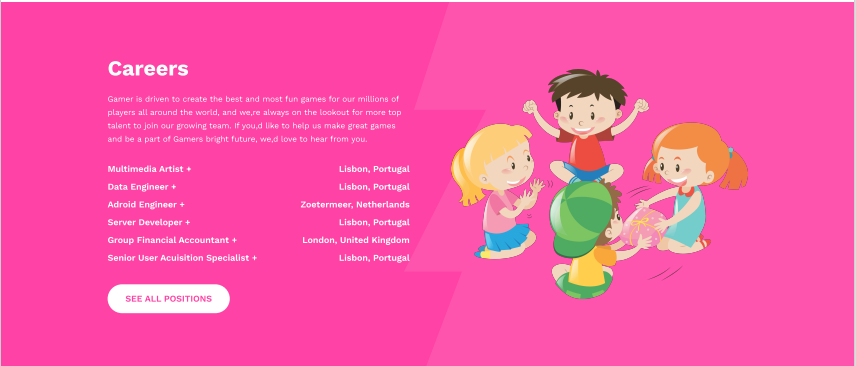 Careers
Gamer is driven to create the best and most fun games for our millions of
players all around the world, and we,re always on the lookout for more top
talent to join our growing team. If you,d like to help us make great games
and be a part of Gamers bright future, we,d love to hear from you.
Multimedia Artist + Lisbon, Portugal
Data Engineer + Lisbon, Portugal
Adroid Engineer + Zoetermeer, Netherlands
Server Developer + Lisbon, Portugal
Group Financial Accountant + London, United Kingdom
Senior User Acuisition Specialist + Lisbon, Portugal
SEE ALL POSITIONS